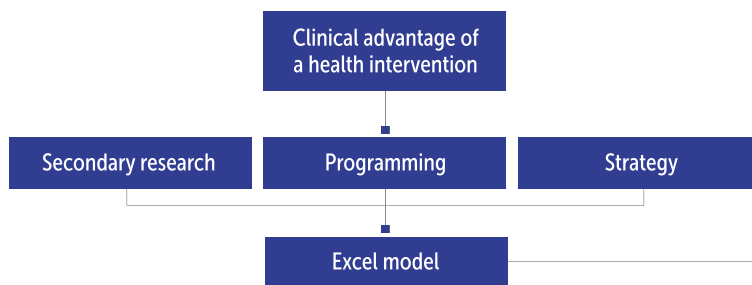 Clinical advantage of
a health intervention
Secondary research
Programming
Strategy
Excel model